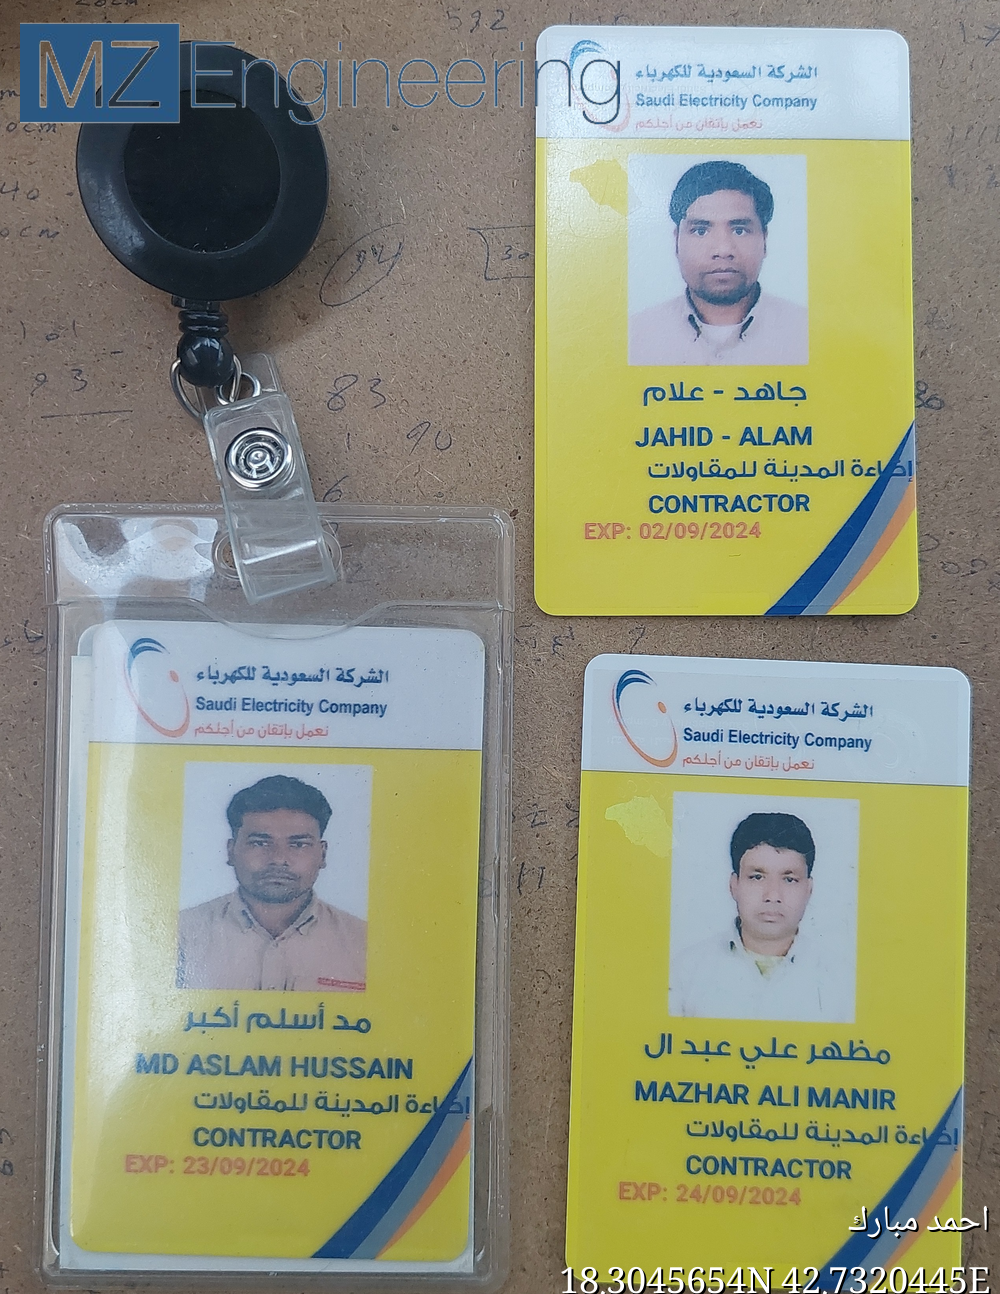 MZ Engineering
الشركة السعودية للكهرباء
Saudi Electricity Company
نعمل بإتقان من أجلكم
جاهد - علام
JAHID - ALAM
إضاءة المدينة للمقاولات
CONTRACTOR
EXP: 02/09/2024
83
90
الشركة السعودية للكهرباء
Saudi Electricity Company
نعمل بإتقان من أجلكم
مد أسلم أكبر
MD ASLAM HUSSAIN
إضاءة المدينة للمقاولات
CONTRACTOR
EXP: 23/09/2024
الشركة السعودية للكهرباء
Saudi Electricity Company
نعمل بإتقان من أجلكم
مظهر علي عبد ال
MAZHAR ALI MANIR
إضاءة المدينة للمقاولات
CONTRACTOR
EXP: 24/09/2024
احمد مبارك
18.3045654N 42.7320445E